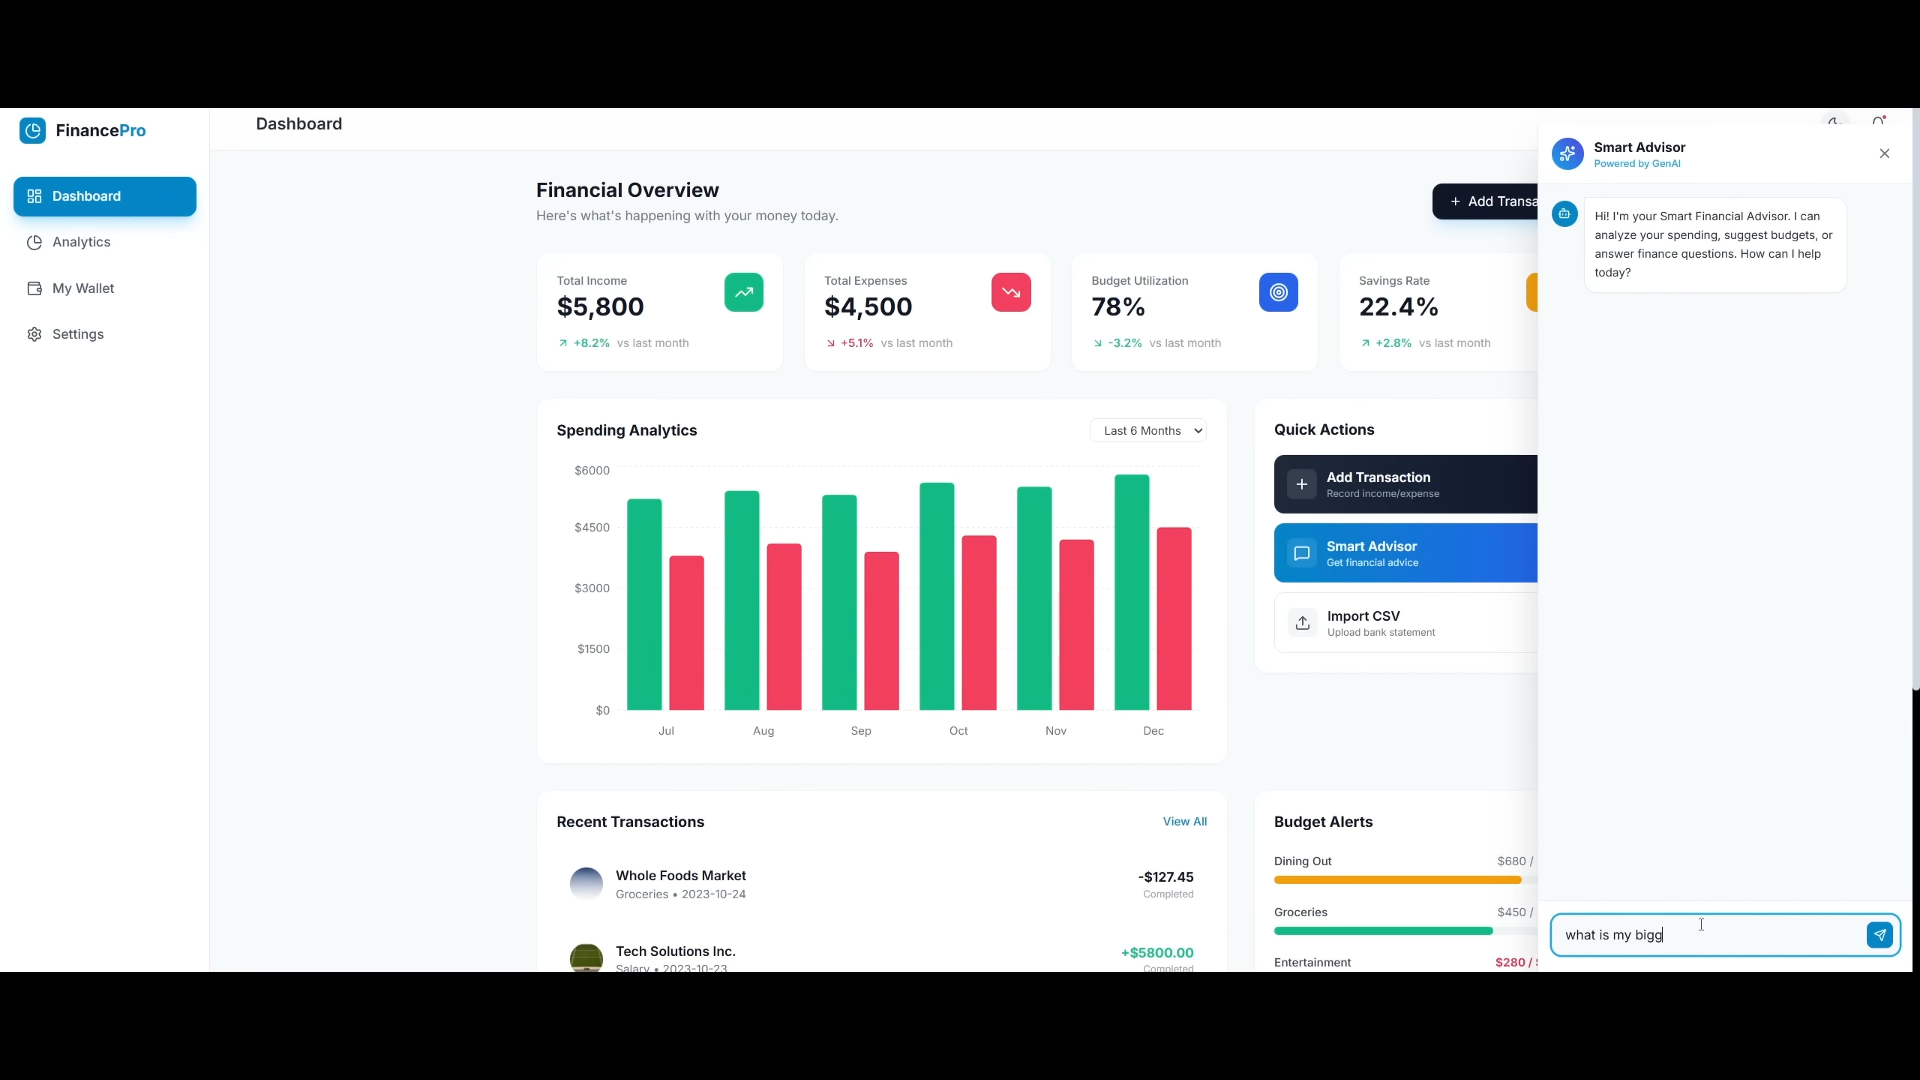 FinancePro
Dashboard
Analytics
My Wallet
Settings
Dashboard
Financial Overview
Here's what's happening with your money today.
+ Add Transa
Total Income
$5,800
+8.2% vs last month
Total Expenses
$4,500
+5.1% vs last month
Budget Utilization
78%
-3.2% vs last month
Savings Rate
22.4%
+2.8% vs last month
Spending Analytics
Last 6 Months
$6000
$4500
$3000
$1500
$0
Jul Aug Sep Oct Nov Dec
Quick Actions
Add Transaction
Record income/expense
Smart Advisor
Get financial advice
Import CSV
Upload bank statement
Recent Transactions
View All
Whole Foods Market
Groceries • 2023-10-24
-$127.45
Completed
Tech Solutions Inc.
Salary • 2023-10-23
+$5800.00
Completed
Budget Alerts
Dining Out $680 /
Groceries $450 /
Entertainment $280 /
Smart Advisor
Powered by GenAI
Hi! I'm your Smart Financial Advisor. I can
analyze your spending, suggest budgets, or
answer finance questions. How can I help
today?
what is my bigg